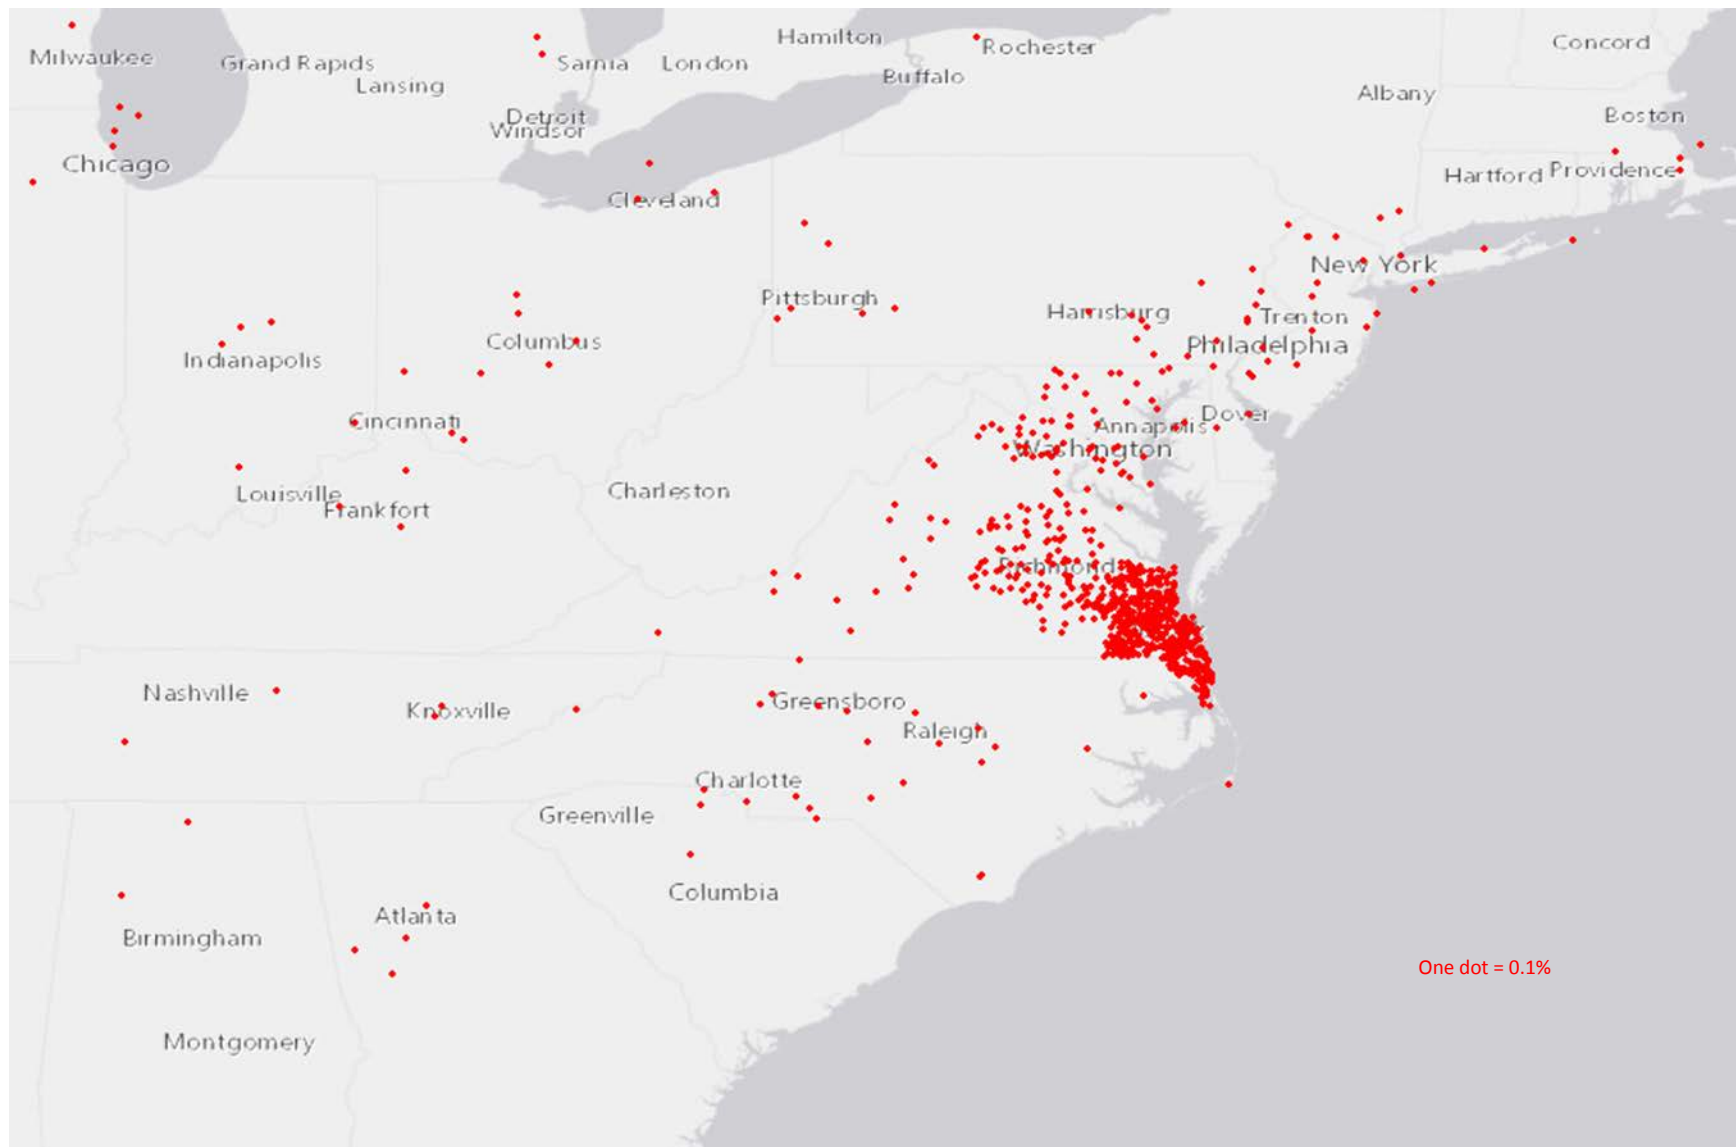 Hamilton
Rochester
Concord
Milwaukee
Grand Rapids
Sarnia
London
Buffalo
Lansing
Albany
Detroit
Windsor
Boston
Chicago
Hartford
Providence
Cleveland
New York
Pittsburgh
Harrisburg
Trenton
Indianapolis
Columbus
Philadelphia
Cincinnati
Dover
Annapolis
Washington
Louisville
Charleston
Frankfort
Richmond
Nashville
Knoxville
Greensboro
Raleigh
Charlotte
Greenville
Columbia
Atlanta
Birmingham
One dot = 0.1%
Montgomery